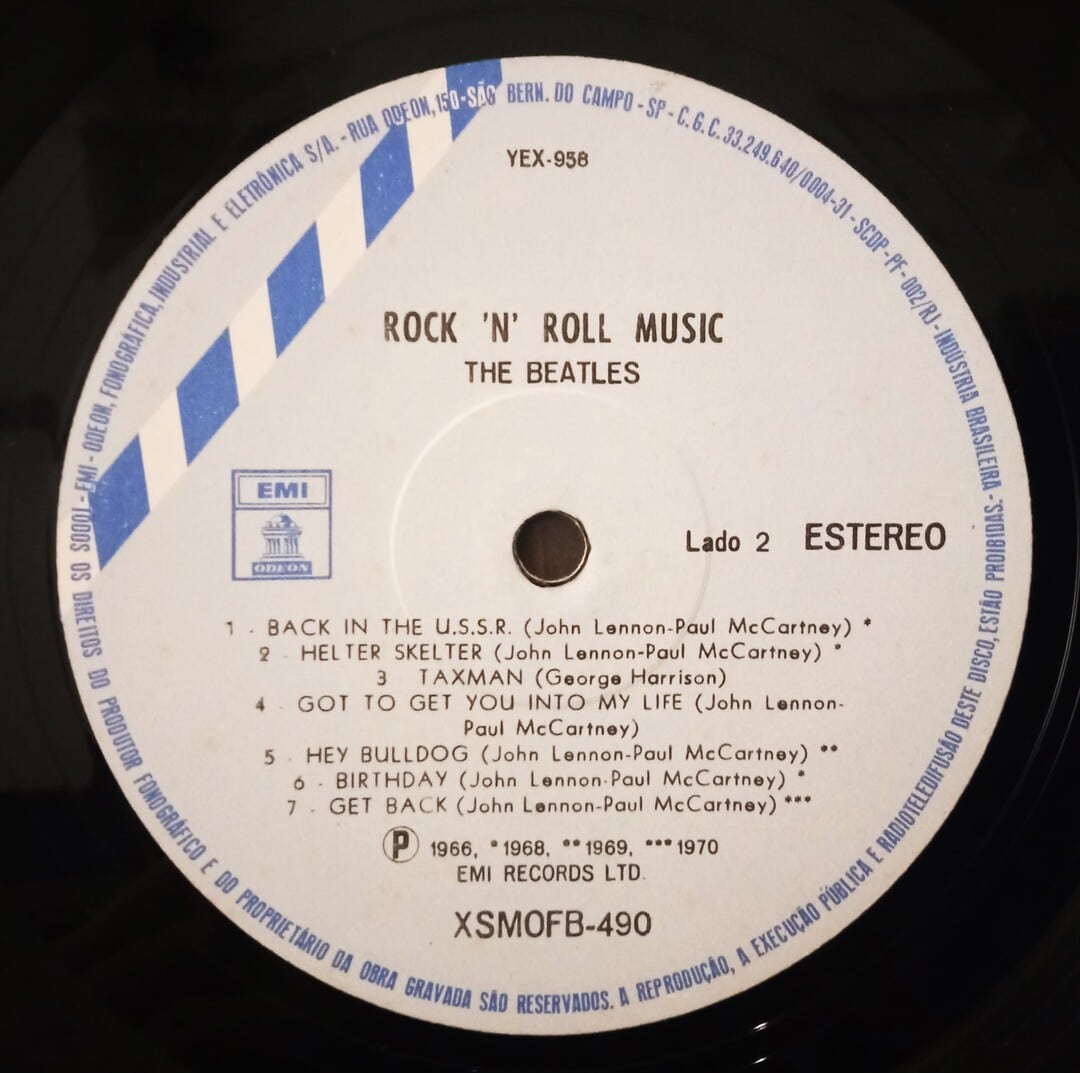 EMI - ODEON, FONOGRÁFICA, INDUSTRIAL E ELETRÔNICA S/A. - RUA ODEON, 150 - SÃO BERN. DO CAMPO - SP - C.G.C. 33.249.640/0004-31 - SCDP - PF - 002/RJ - INDÚSTRIA BRASILEIRA -
TODOS OS DIREITOS DO PRODUTOR FONOGRÁFICO E DO PROPRIETÁRIO DA OBRA GRAVADA SÃO RESERVADOS. A REPRODUÇÃO, A EXECUÇÃO PÚBLICA E RADIOTELEDIFUSÃO DESTE DISCO, ESTÃO PROIBIDAS.
YEX-958
ROCK 'N' ROLL MUSIC
THE BEATLES
EMI
ODEON
Lado 2 ESTEREO
1 - BACK IN THE U.S.S.R. (John Lennon-Paul McCartney) *
2 - HELTER SKELTER (John Lennon-Paul McCartney) *
3 TAXMAN (George Harrison)
4 - GOT TO GET YOU INTO MY LIFE (John Lennon-
Paul McCartney)
5 - HEY BULLDOG (John Lennon-Paul McCartney) **
6 - BIRTHDAY (John Lennon-Paul McCartney) *
7 - GET BACK (John Lennon-Paul McCartney) ***
Ⓟ 1966, *1968, **1969, ***1970
EMI RECORDS LTD.
XSMOFB-490